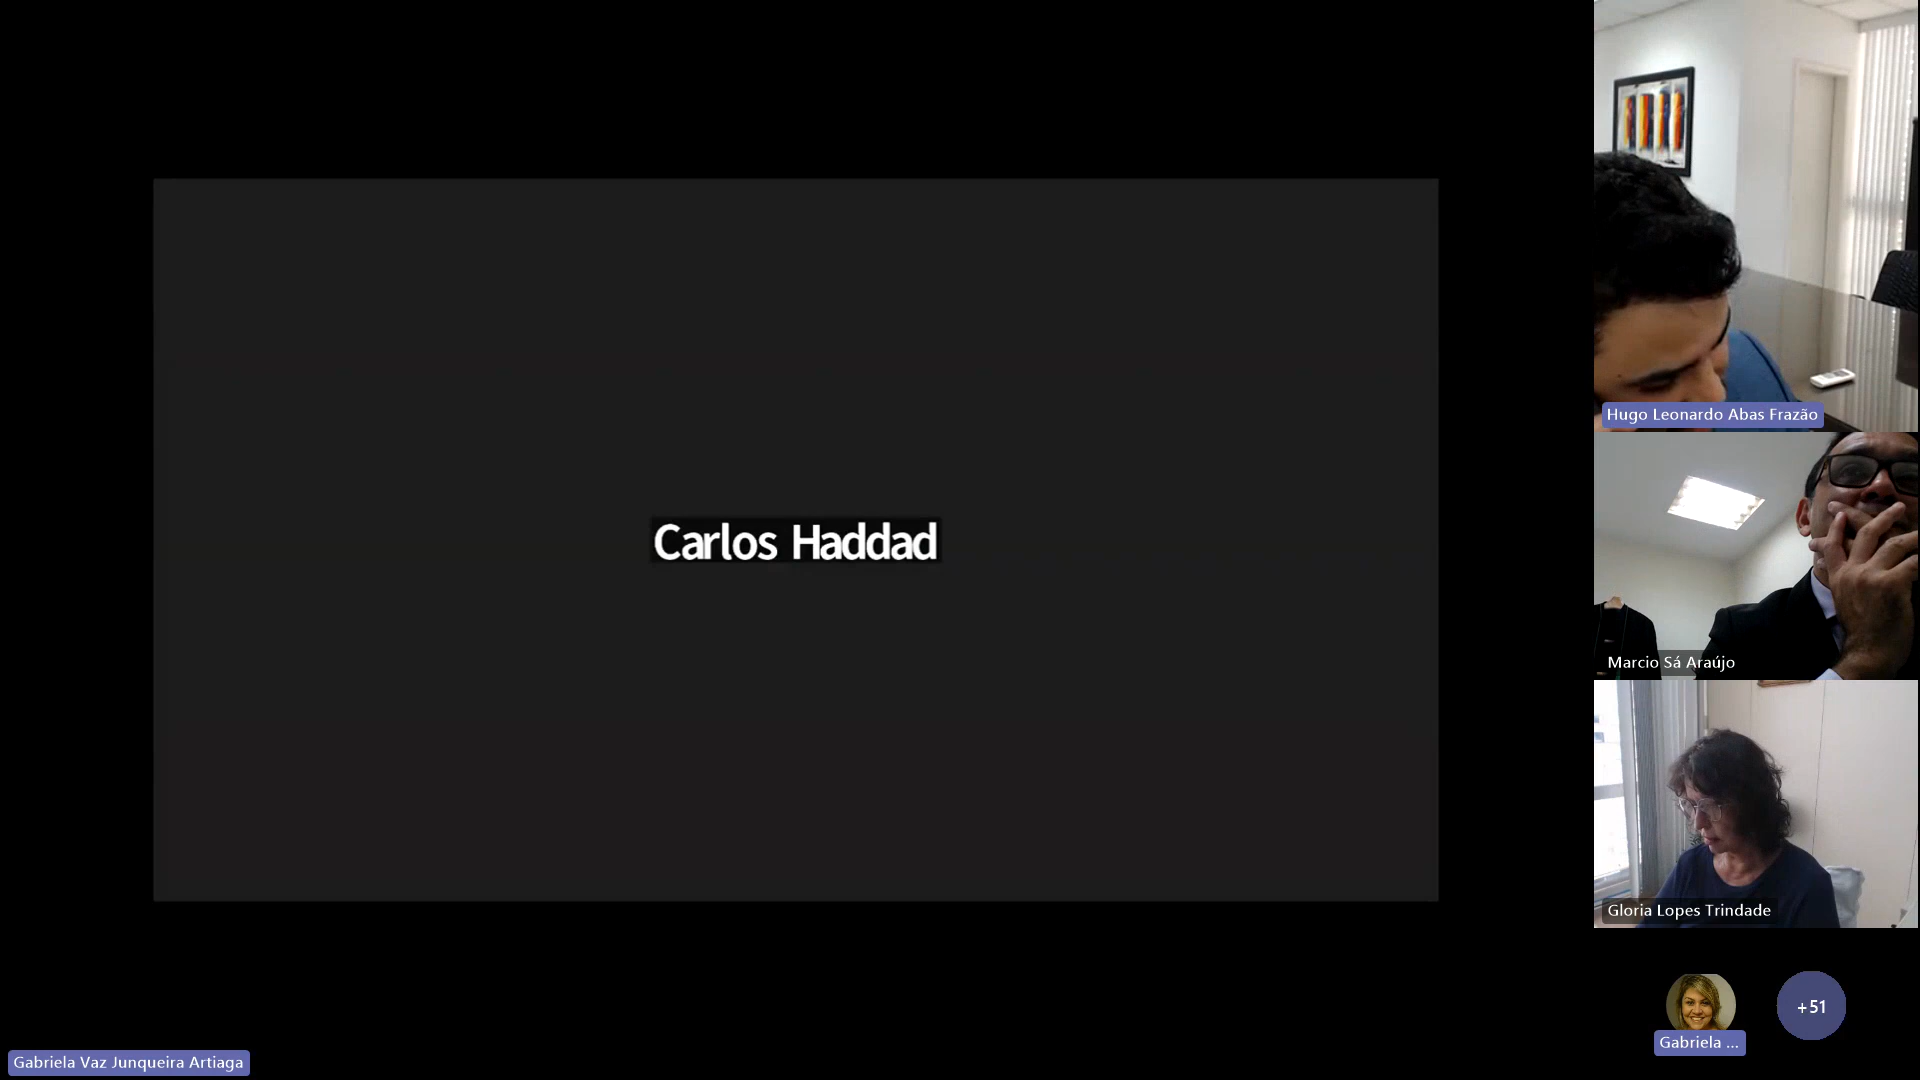 Carlos Haddad
Hugo Leonardo Abas Frazão
Marcio Sá Araújo
Gloria Lopes Trindade
+51
Gabriela ...
Gabriela Vaz Junqueira Artiaga